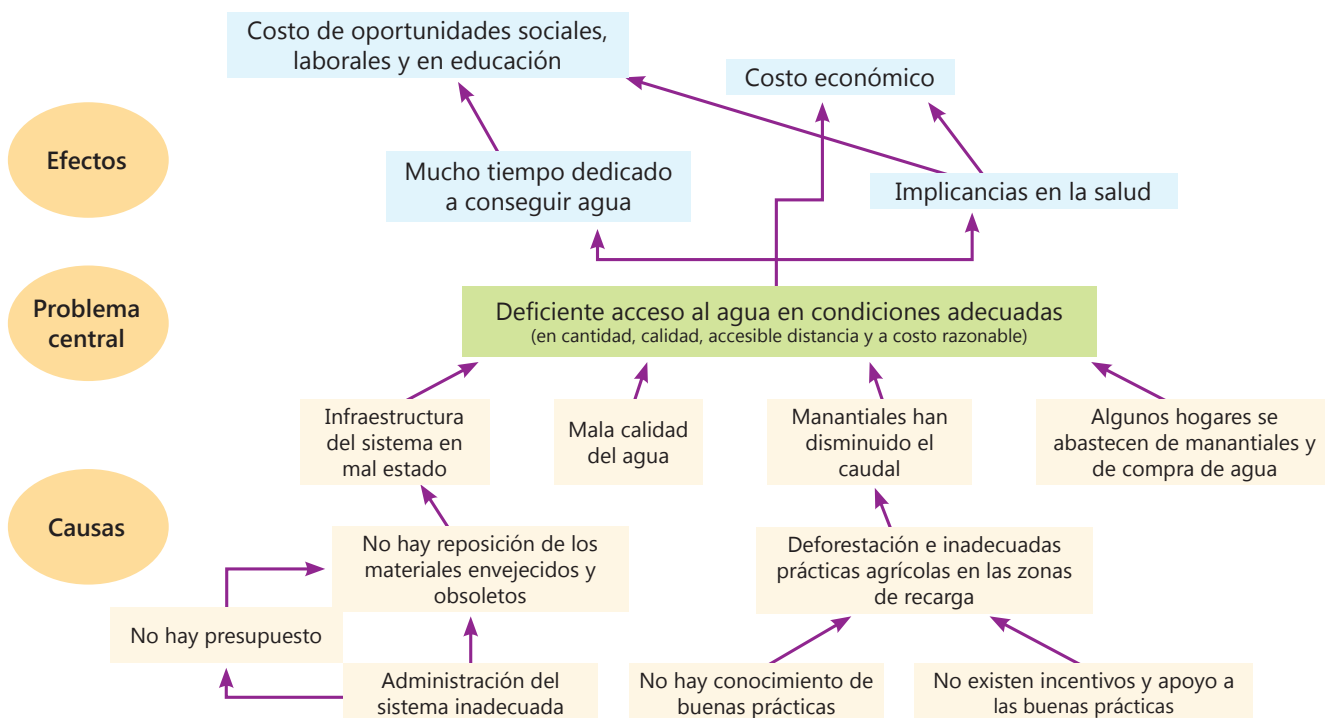 Costo de oportunidades sociales,
laborales y en educación
Costo económico
Efectos
Mucho tiempo dedicado
a conseguir agua
Implicancias en la salud
Problema
central
Deficiente acceso al agua en condiciones adecuadas
(en cantidad, calidad, accesible distancia y a costo razonable)
Infraestructura
del sistema en
mal estado
Mala calidad
del agua
Manantiales han
disminuido el
caudal
Algunos hogares se
abastecen de manantiales y
de compra de agua
Causas
No hay reposición de los
materiales envejecidos y
obsoletos
Deforestación e inadecuadas
prácticas agrícolas en las zonas
de recarga
No hay presupuesto
Administración del
sistema inadecuada
No hay conocimiento de
buenas prácticas
No existen incentivos y apoyo a
las buenas prácticas